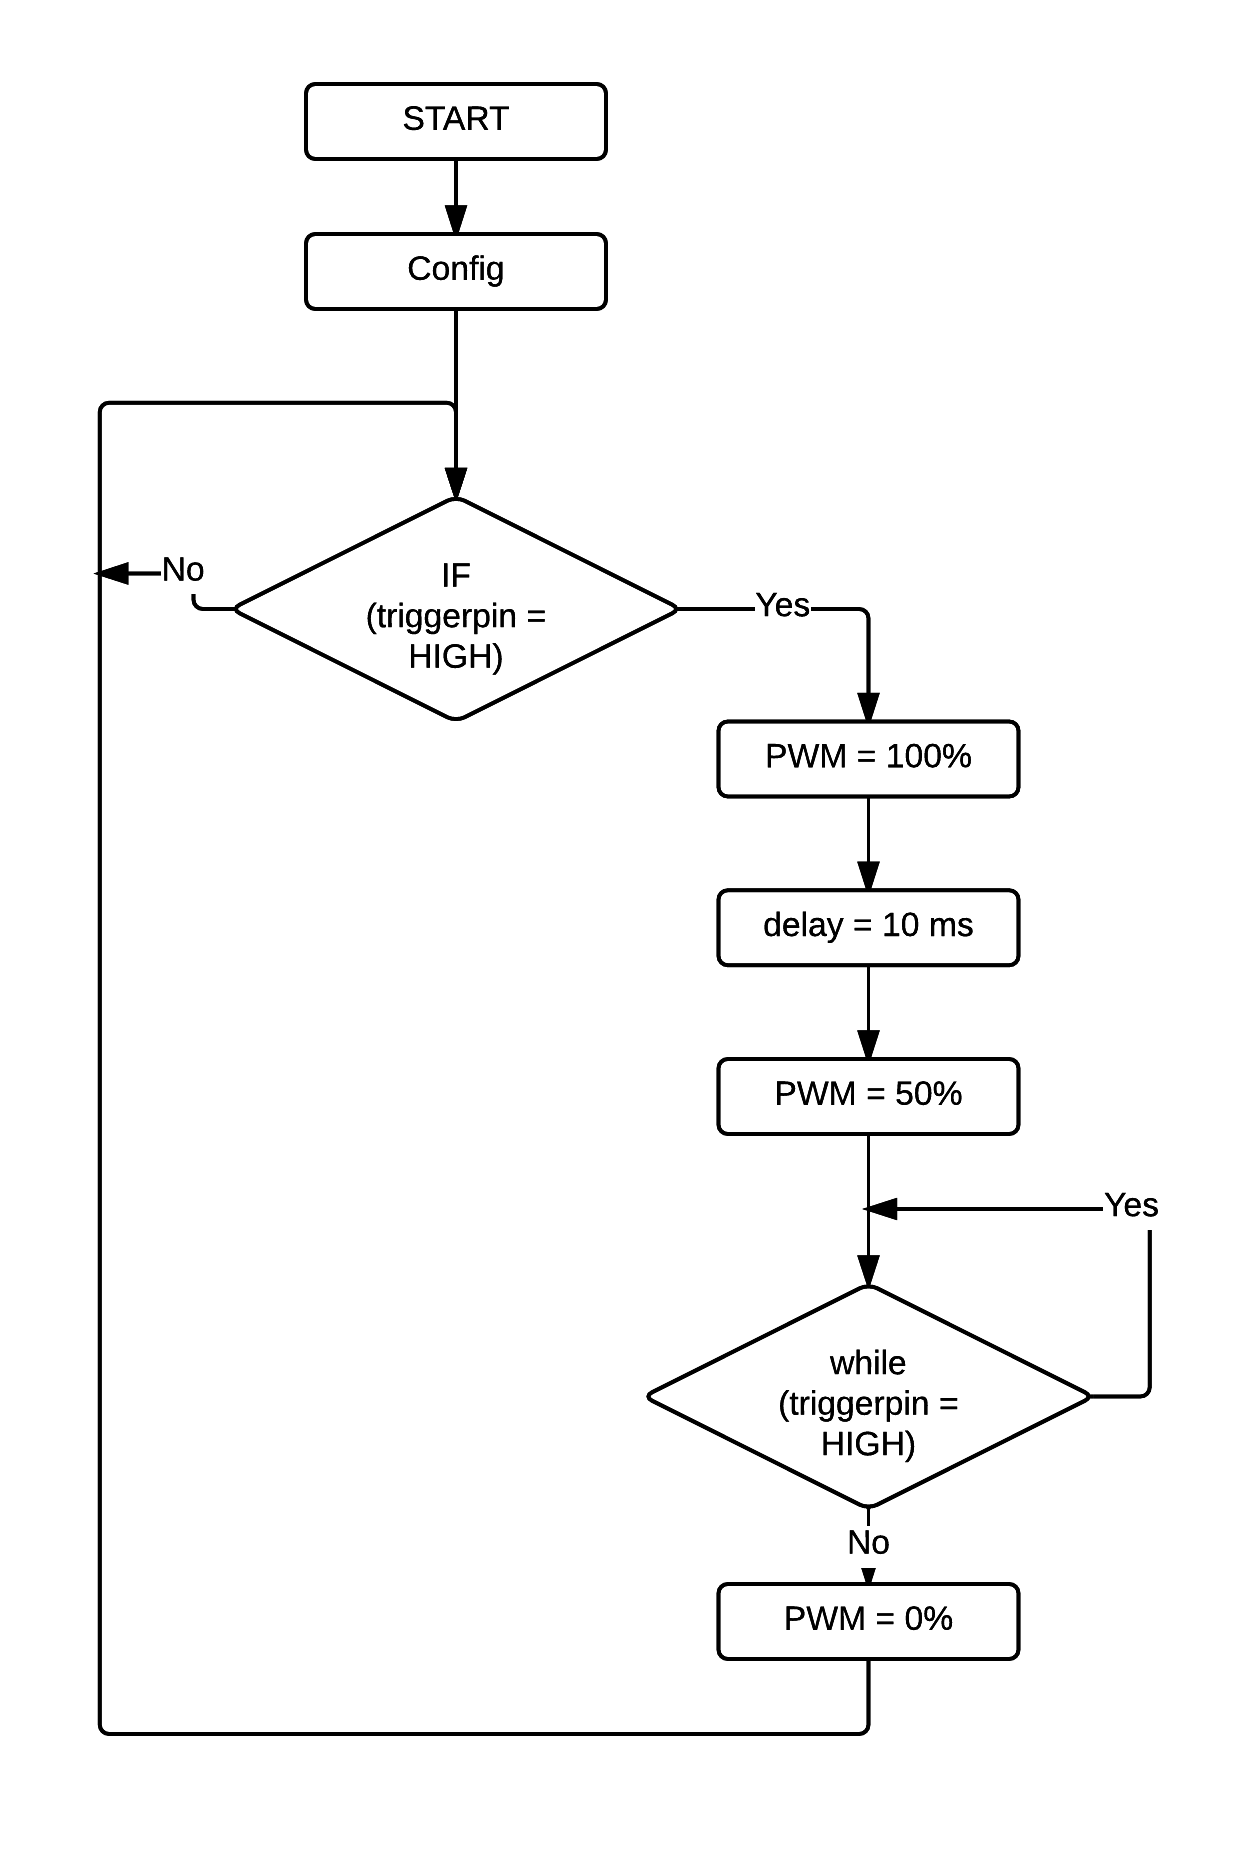 START
Config
No
IF
(triggerpin =
HIGH)
Yes
PWM = 100%
delay = 10 ms
PWM = 50%
Yes
while
(triggerpin =
HIGH)
No
PWM = 0%